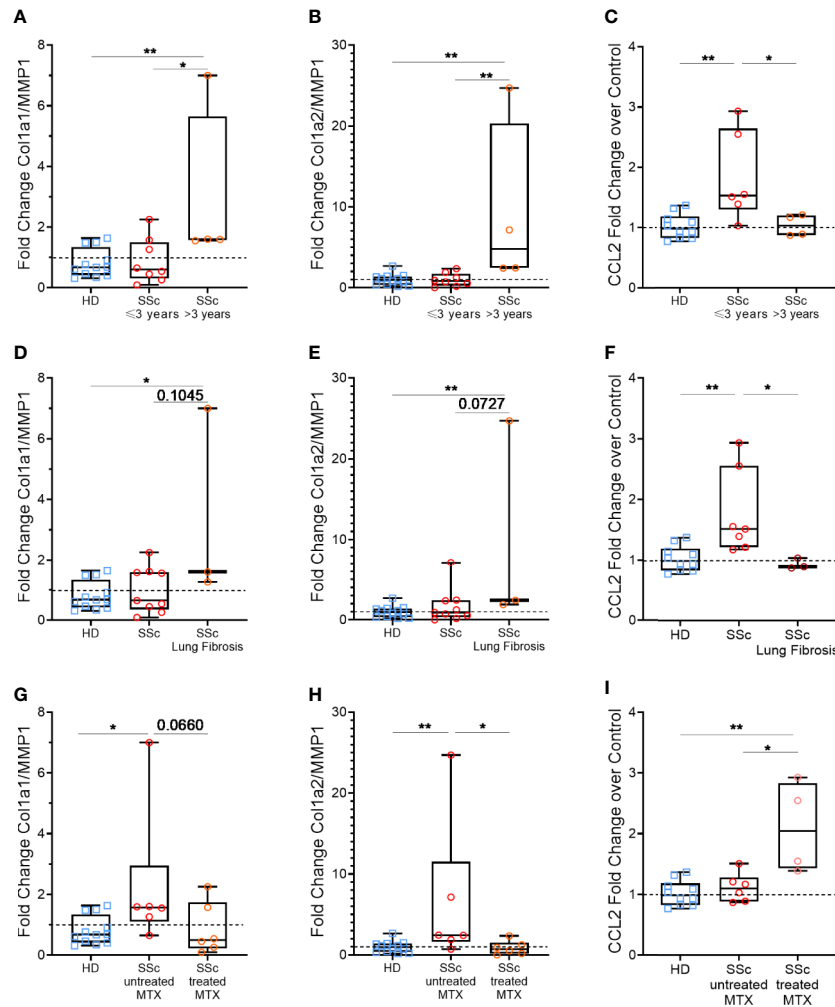 A
Fold Change Col1a1/MMP1
8
6
4
2
0
**
*
HD
SSc
SSc
≤3 years
>3 years
B
Fold Change Col1a2/MMP1
30
20
10
0
**
**
HD
SSc
SSc
≤3 years
>3 years
C
CCL2 Fold Change over Control
4
3
2
1
0
**
*
HD
SSc
SSc
≤3 years
>3 years
D
Fold Change Col1a1/MMP1
8
6
4
2
0
*
0.1045
HD
SSc
SSc
Lung Fibrosis
E
Fold Change Col1a2/MMP1
30
20
10
0
**
0.0727
HD
SSc
SSc
Lung Fibrosis
F
CCL2 Fold Change over Control
4
3
2
1
0
**
*
HD
SSc
SSc
Lung Fibrosis
G
Fold Change Col1a1/MMP1
8
6
4
2
0
*
0.0660
HD
SSc
SSc
untreated
treated
MTX
MTX
H
Fold Change Col1a2/MMP1
30
20
10
0
**
*
HD
SSc
SSc
untreated
treated
MTX
MTX
I
CCL2 Fold Change over Control
4
3
2
1
0
**
*
HD
SSc
SSc
untreated
treated
MTX
MTX